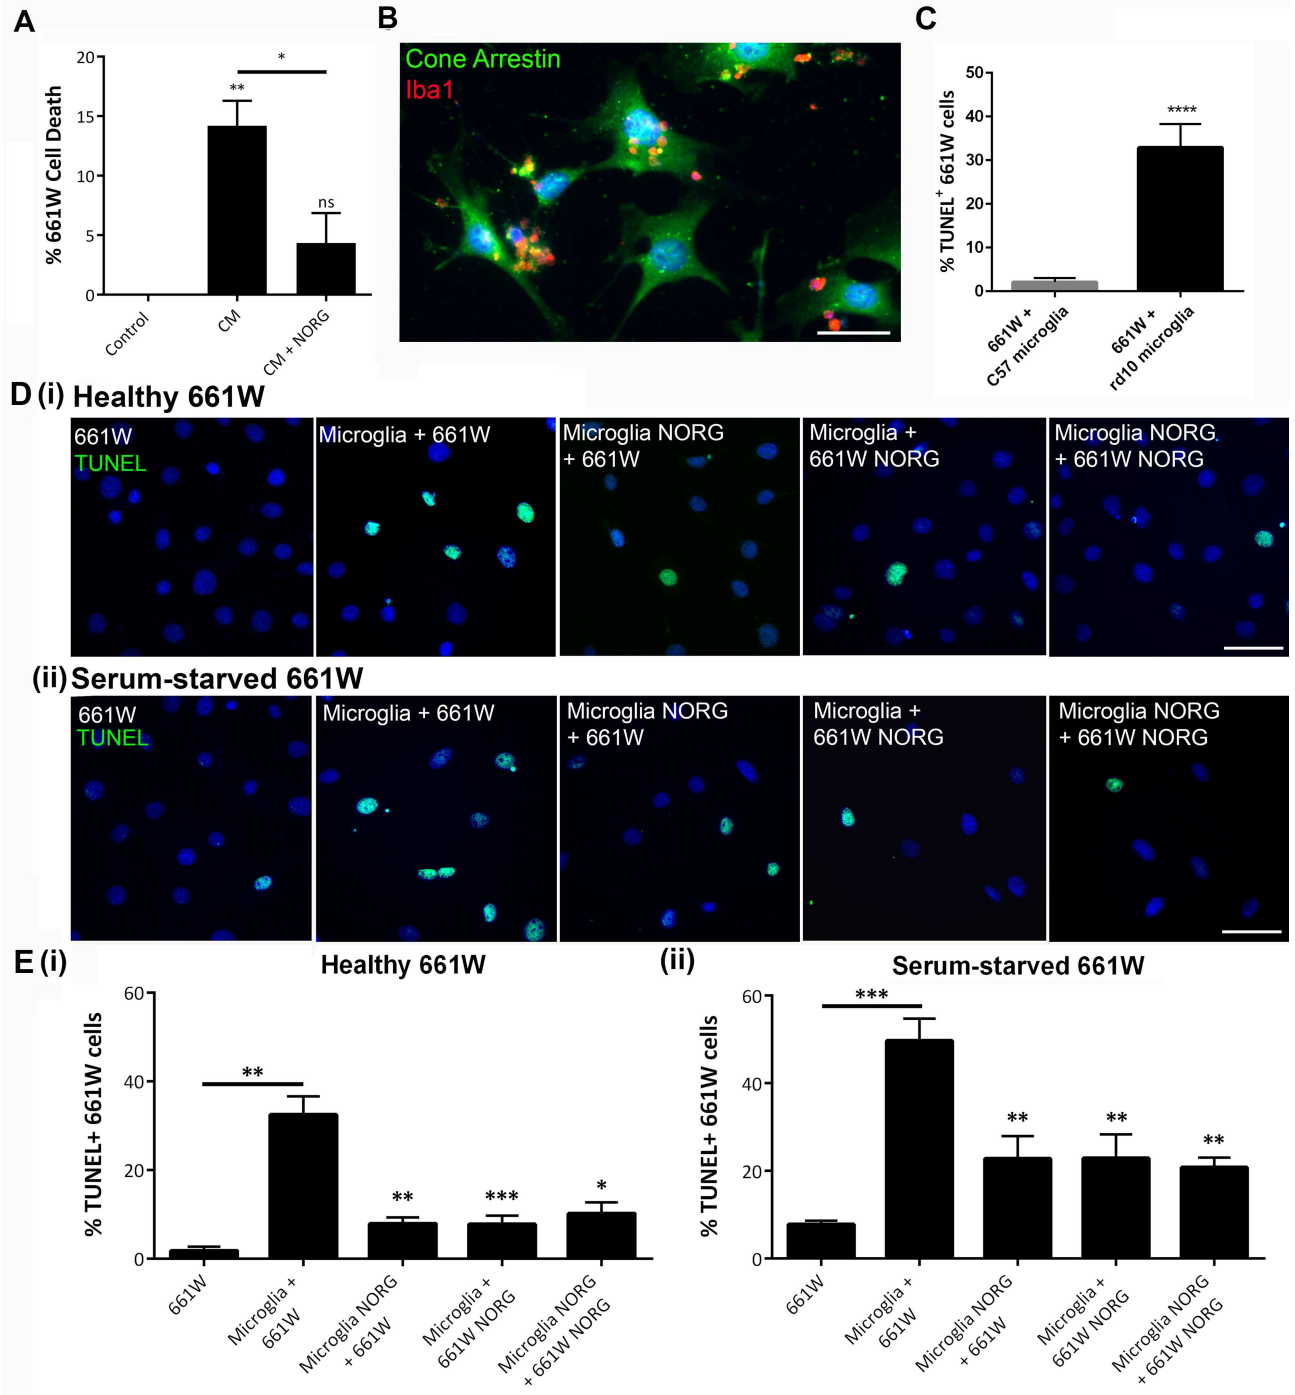 A
% 661W Cell Death
20
15
10
5
0
*
**
ns
Control
CM
CM + NORG
B
Cone Arrestin
Iba1
C
% TUNEL⁺ 661W cells
50
40
30
20
10
0
****
661W +
C57 microglia
661W +
rd10 microglia
D (i) Healthy 661W
661W
TUNEL
Microglia + 661W
Microglia NORG
+ 661W
Microglia +
661W NORG
Microglia NORG
+ 661W NORG
(ii) Serum-starved 661W
661W
TUNEL
Microglia + 661W
Microglia NORG
+ 661W
Microglia +
661W NORG
Microglia NORG
+ 661W NORG
E (i)
Healthy 661W
% TUNEL+ 661W cells
60
40
20
0
**
**
***
*
661W
Microglia +
661W
Microglia NORG
+ 661W
Microglia +
661W NORG
Microglia NORG
+ 661W NORG
(ii)
Serum-starved 661W
% TUNEL+ 661W cells
60
40
20
0
***
**
**
**
661W
Microglia +
661W
Microglia NORG
+ 661W
Microglia +
661W NORG
Microglia NORG
+ 661W NORG